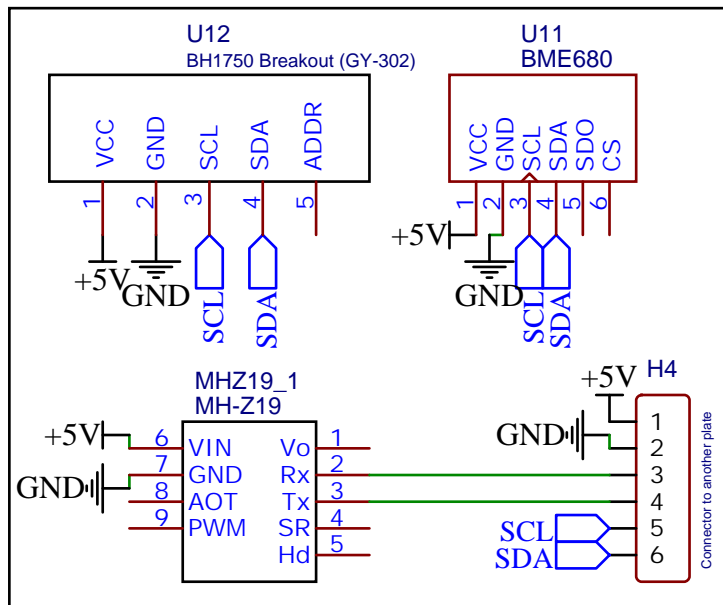 U12
BH1750 Breakout (GY-302)
VCC
GND
SCL
SDA
ADDR
1
2
3
4
5
+5V
GND
SCL
SDA
U11
BME680
VCC
GND
SCL
SDA
SDO
CS
1
2
3
4
5
6
+5V
GND
SCL
SDA
MHZ19_1
MH-Z19
+5V
GND
6
7
8
9
VIN
GND
AOT
PWM
Vo
Rx
Tx
SR
Hd
1
2
3
4
5
H4
+5V
GND
SCL
SDA
1
2
3
4
5
6
Connector to another plate